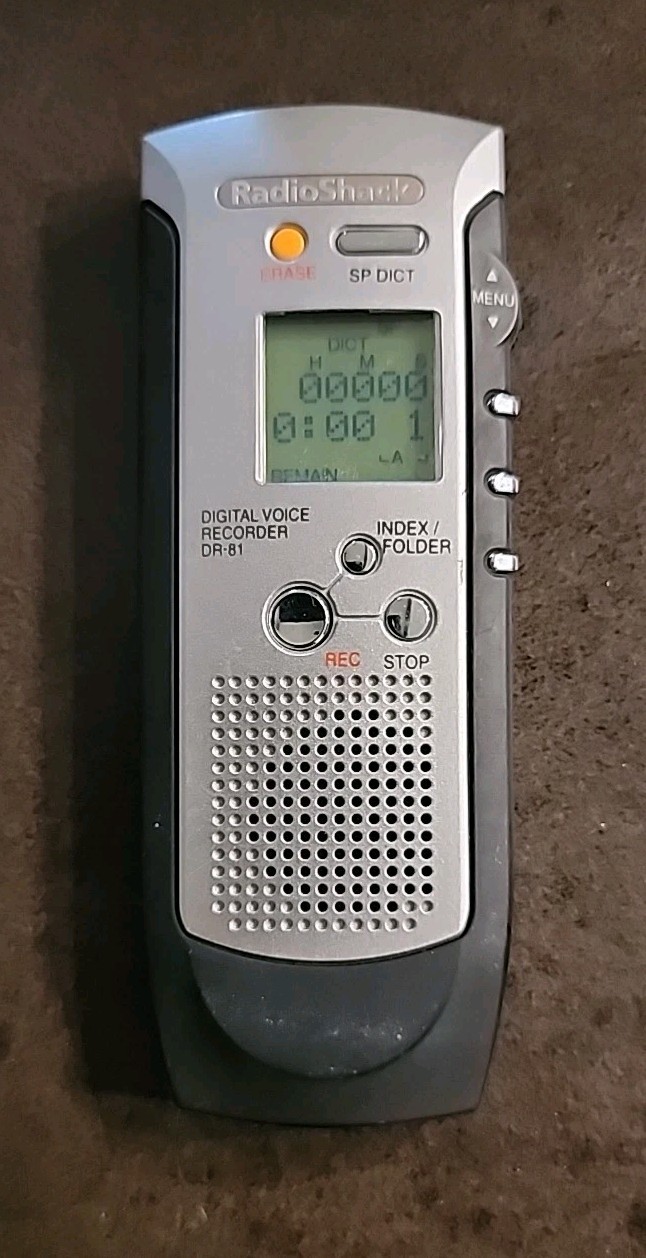 RadioShack
ERASE SP DICT
MENU
DICT
H M S
00000
0:00 1
A
REMAIN
DIGITAL VOICE
RECORDER
DR-81
INDEX /
FOLDER
REC STOP